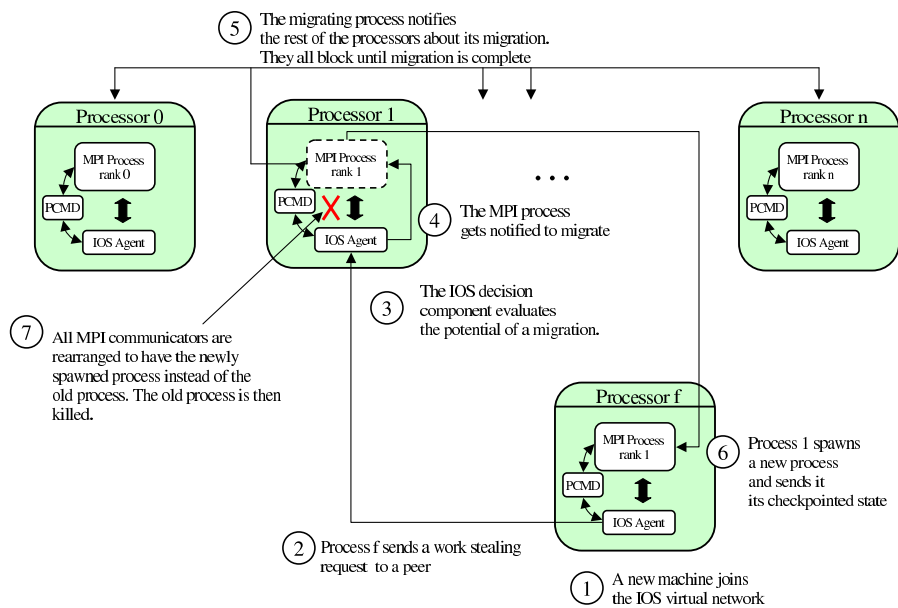 5
The migrating process notifies
the rest of the processors about its migration.
They all block until migration is complete
Processor 0
MPI Process
rank 0
PCMD
IOS Agent
Processor 1
MPI Process
rank 1
PCMD
IOS Agent
...
Processor n
MPI Process
rank n
PCMD
IOS Agent
4
The MPI process
gets notified to migrate
3
The IOS decision
component evaluates
the potential of a migration.
7
All MPI communicators are
rearranged to have the newly
spawned process instead of the
old process. The old process is then
killed.
Processor f
MPI Process
rank 1
PCMD
IOS Agent
6
Process 1 spawns
a new process
and sends it
its checkpointed state
2
Process f sends a work stealing
request to a peer
1
A new machine joins
the IOS virtual network